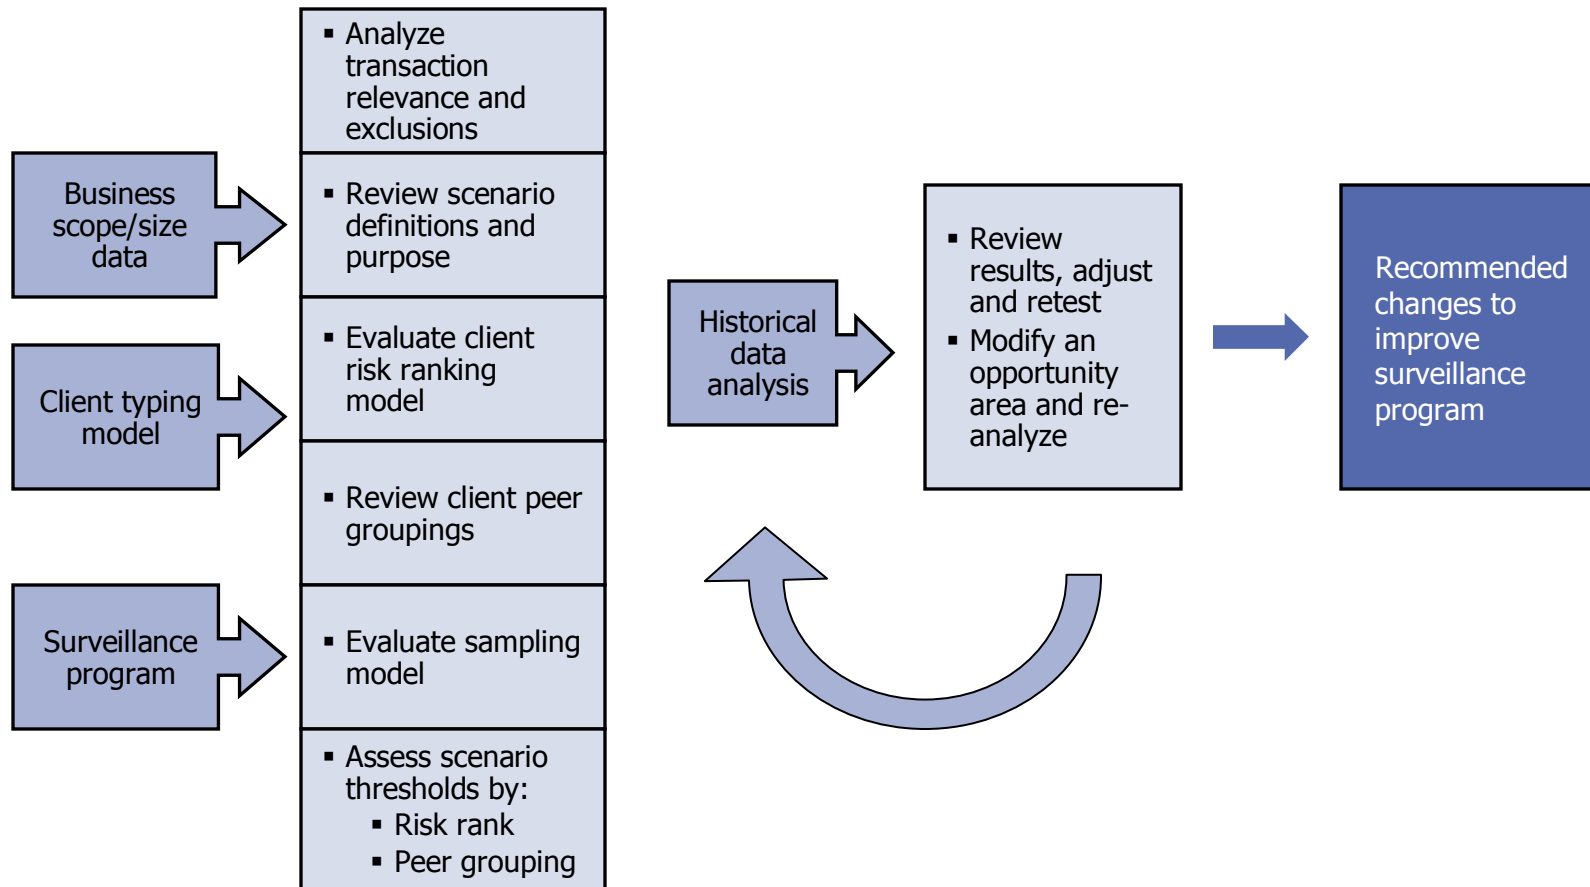 Business
scope/size
data
Client typing
model
Surveillance
program
▪ Analyze
transaction
relevance and
exclusions
▪ Review scenario
definitions and
purpose
▪ Evaluate client
risk ranking
model
▪ Review client peer
groupings
▪ Evaluate sampling
model
▪ Assess scenario
thresholds by:
▪ Risk rank
▪ Peer grouping
Historical
data
analysis
▪ Review
results, adjust
and retest
▪ Modify an
opportunity
area and re-
analyze
Recommended
changes to
improve
surveillance
program